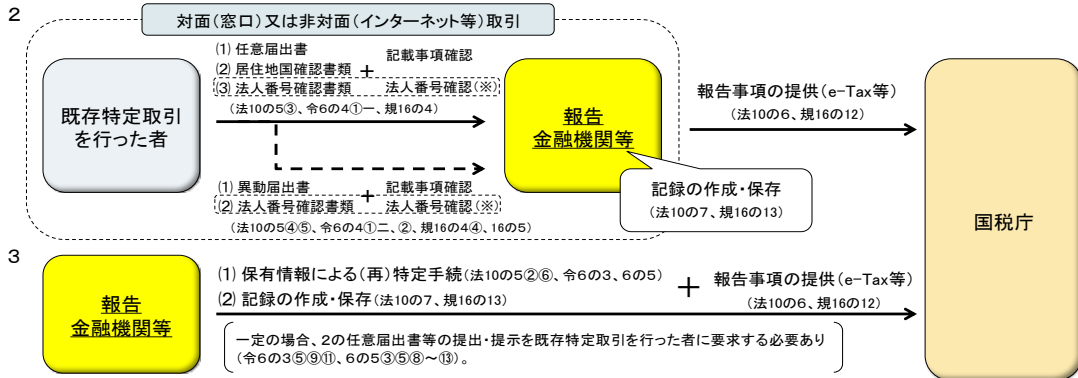 2
対面(窓口)又は非対面(インターネット等)取引
既存特定取引
を行った者
(1) 任意届出書
(2) 居住地国確認書類
(3) 法人番号確認書類
+
記載事項確認
法人番号確認(※)
(法10の5③、令6の4①一、規16の4)
(1) 異動届出書
(2) 法人番号確認書類
+
記載事項確認
法人番号確認(※)
(法10の5④⑤、令6の4①二、②、規16の4④、16の5)
報告
金融機関等
記録の作成・保存
(法10の7、規16の13)
報告事項の提供(e-Tax等)
(法10の6、規16の12)
国税庁
3
報告
金融機関等
(1) 保有情報による(再)特定手続(法10の5②⑥、令6の3、6の5)
(2) 記録の作成・保存(法10の7、規16の13)
+
報告事項の提供(e-Tax等)
(法10の6、規16の12)
一定の場合、2の任意届出書等の提出・提示を既存特定取引を行った者に要求する必要あり
(令6の3⑤⑨⑪、6の5③⑤⑧~⑬)。